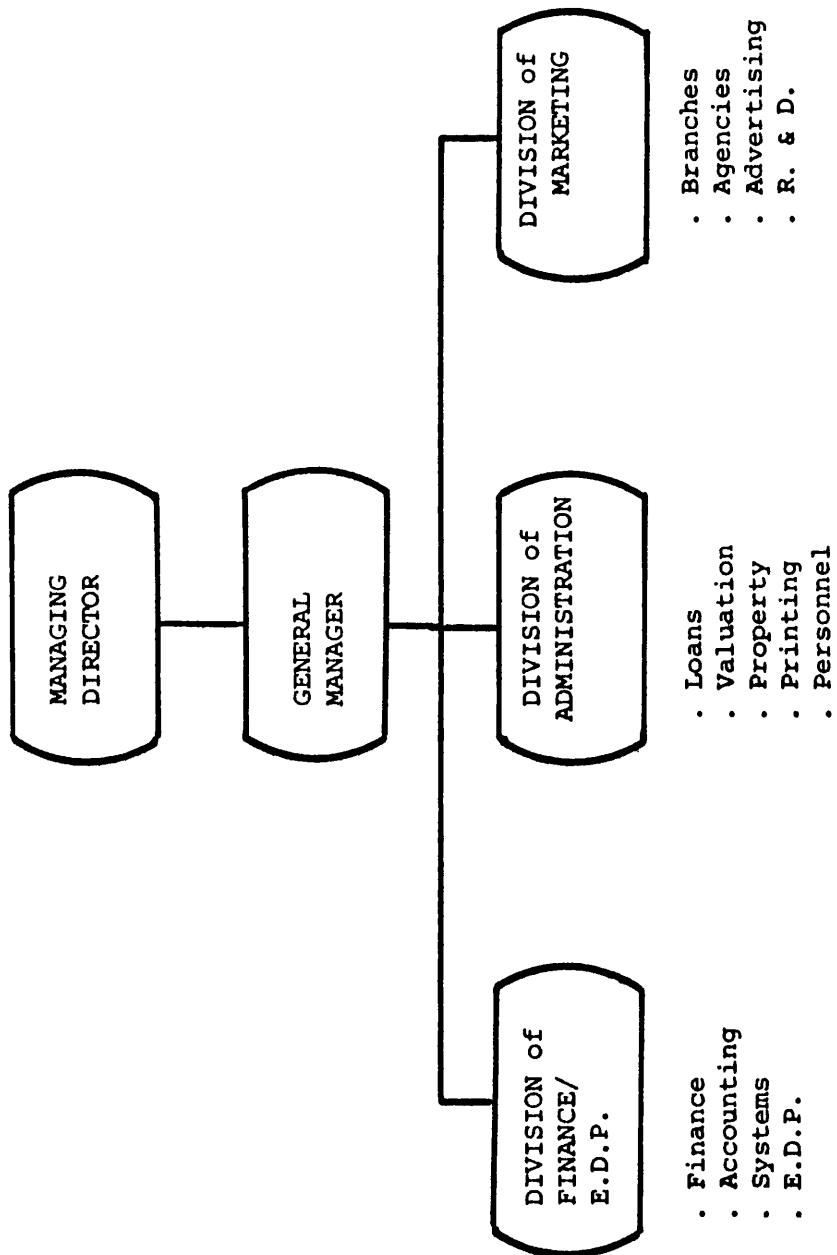 MANAGING
DIRECTOR
GENERAL
MANAGER
DIVISION of
FINANCE/
E.D.P.
. Finance
. Accounting
. Systems
. E.D.P.
DIVISION of
ADMINISTRATION
. Loans
. Valuation
. Property
. Printing
. Personnel
DIVISION of
MARKETING
. Branches
. Agencies
. Advertising
. R. & D.